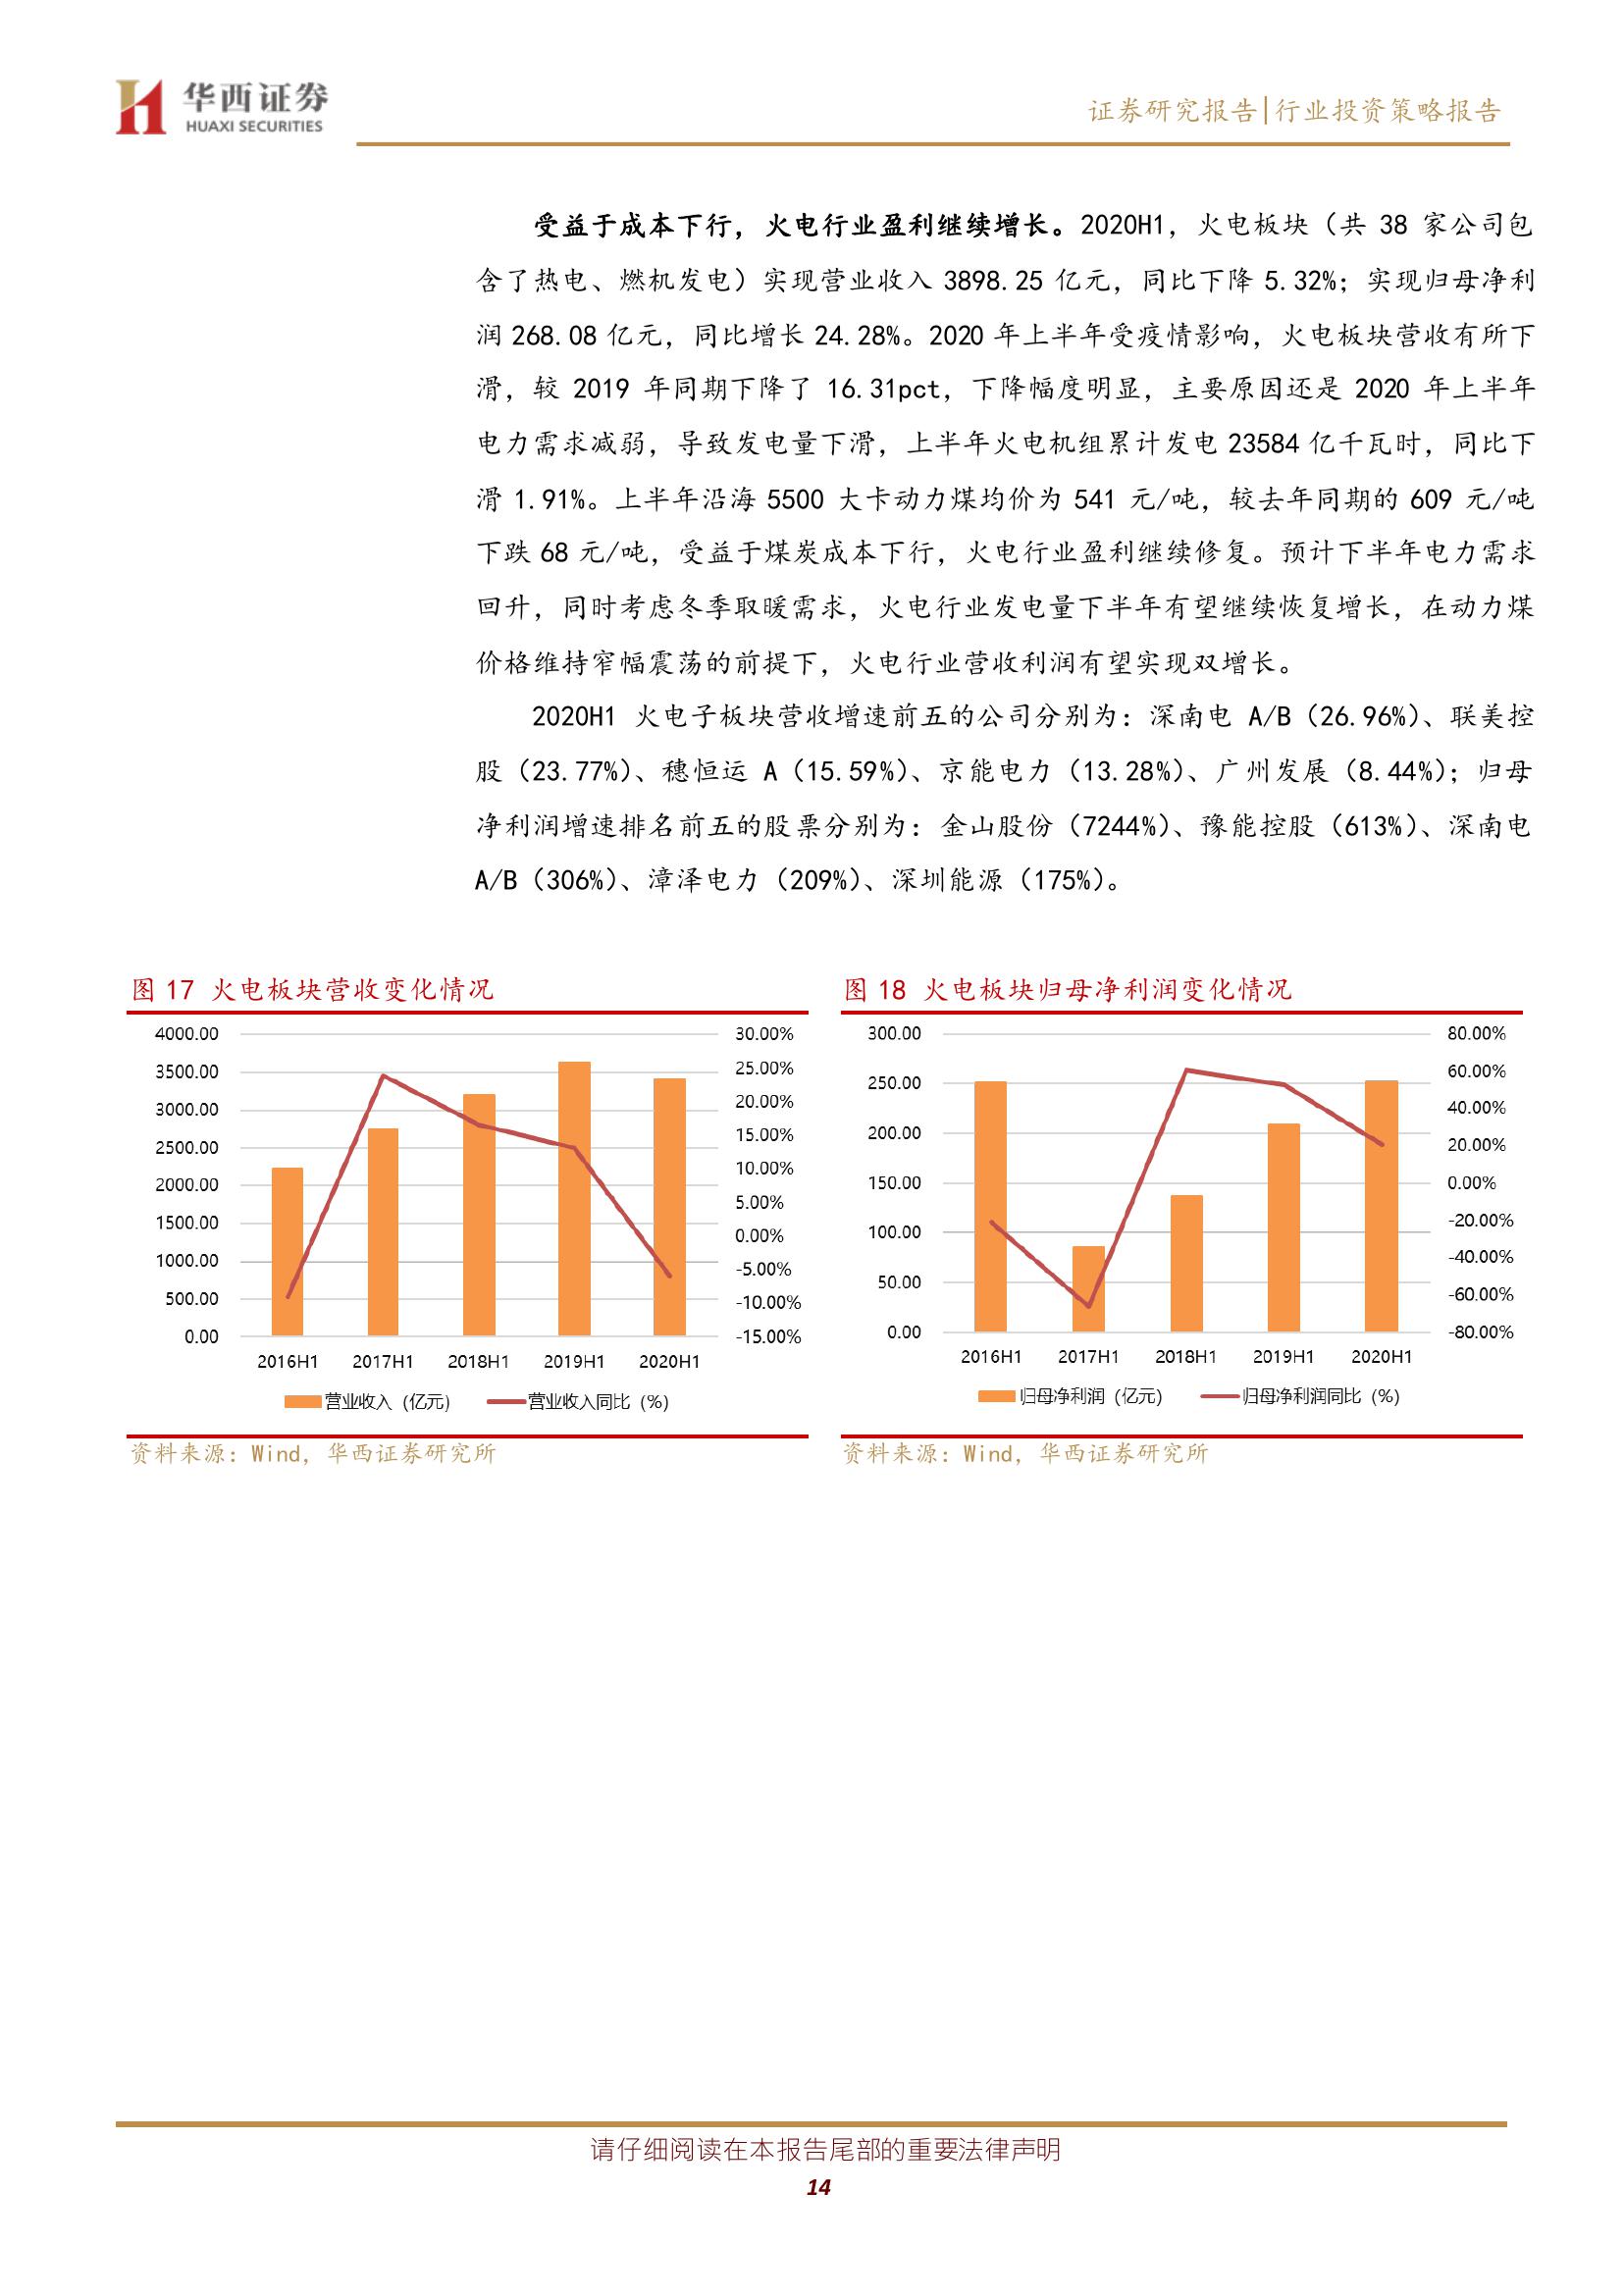 华西证券
HUAXI SECURITIES
证券研究报告|行业投资策略报告
受益于成本下行，火电行业盈利继续增长。2020H1，火电板块（共 38 家公司包
含了热电、燃机发电）实现营业收入 3898.25 亿元，同比下降 5.32%；实现归母净利
润 268.08 亿元，同比增长 24.28%。2020 年上半年受疫情影响，火电板块营收有所下
滑，较 2019 年同期下降了 16.31pct，下降幅度明显，主要原因还是 2020 年上半年
电力需求减弱，导致发电量下滑，上半年火电机组累计发电 23584 亿千瓦时，同比下
滑 1.91%。上半年沿海 5500 大卡动力煤均价为 541 元/吨，较去年同期的 609 元/吨
下跌 68 元/吨，受益于煤炭成本下行，火电行业盈利继续修复。预计下半年电力需求
回升，同时考虑冬季取暖需求，火电行业发电量下半年有望继续恢复增长，在动力煤
价格维持窄幅震荡的前提下，火电行业营收利润有望实现双增长。
2020H1 火电子板块营收增速前五的公司分别为：深南电 A/B（26.96%）、联美控
股（23.77%）、穗恒运 A（15.59%）、京能电力（13.28%）、广州发展（8.44%）；归母
净利润增速排名前五的股票分别为：金山股份（7244%）、豫能控股（613%）、深南电
A/B（306%）、漳泽电力（209%）、深圳能源（175%）。
图 17 火电板块营收变化情况
4000.00
3500.00
3000.00
2500.00
2000.00
1500.00
1000.00
500.00
0.00
30.00%
25.00%
20.00%
15.00%
10.00%
5.00%
0.00%
-5.00%
-10.00%
-15.00%
2016H1 2017H1 2018H1 2019H1 2020H1
营业收入（亿元） 营业收入同比（%）
资料来源：Wind，华西证券研究所
图 18 火电板块归母净利润变化情况
300.00
250.00
200.00
150.00
100.00
50.00
0.00
80.00%
60.00%
40.00%
20.00%
0.00%
-20.00%
-40.00%
-60.00%
-80.00%
2016H1 2017H1 2018H1 2019H1 2020H1
归母净利润（亿元） 归母净利润同比（%）
资料来源：Wind，华西证券研究所
请仔细阅读在本报告尾部的重要法律声明
14